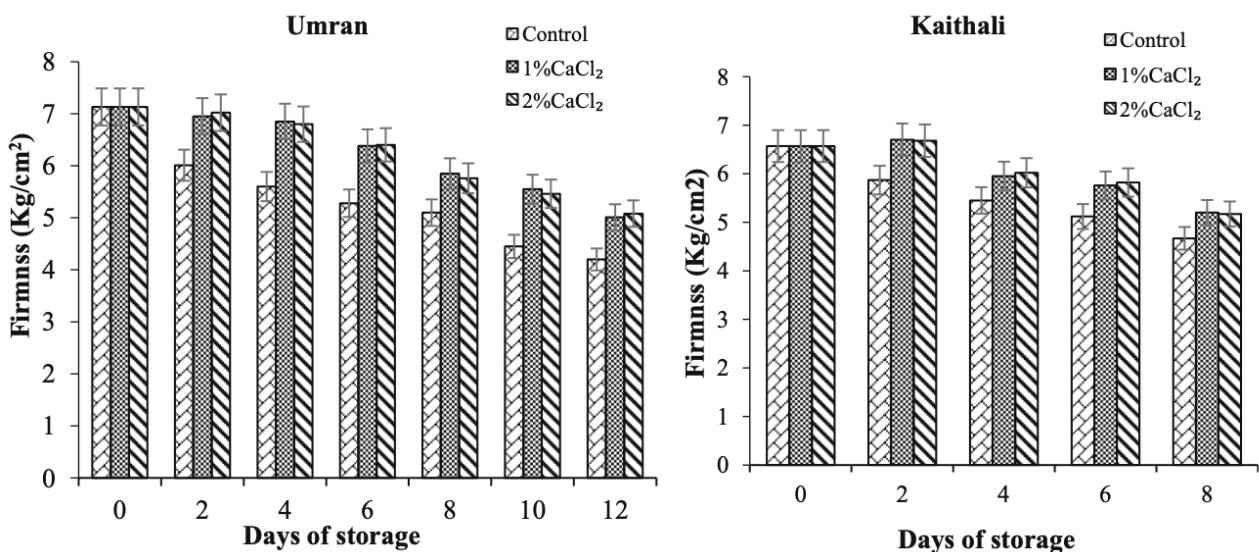 Umran
Control
1%CaCl₂
2%CaCl₂
Firmnss (Kg/cm²)
8
7
6
5
4
3
2
1
0
0 2 4 6 8 10 12
Days of storage
Kaithali
Control
1%CaCl₂
2%CaCl₂
Firmnss (Kg/cm2)
8
7
6
5
4
3
2
1
0
0 2 4 6 8
Days of storage